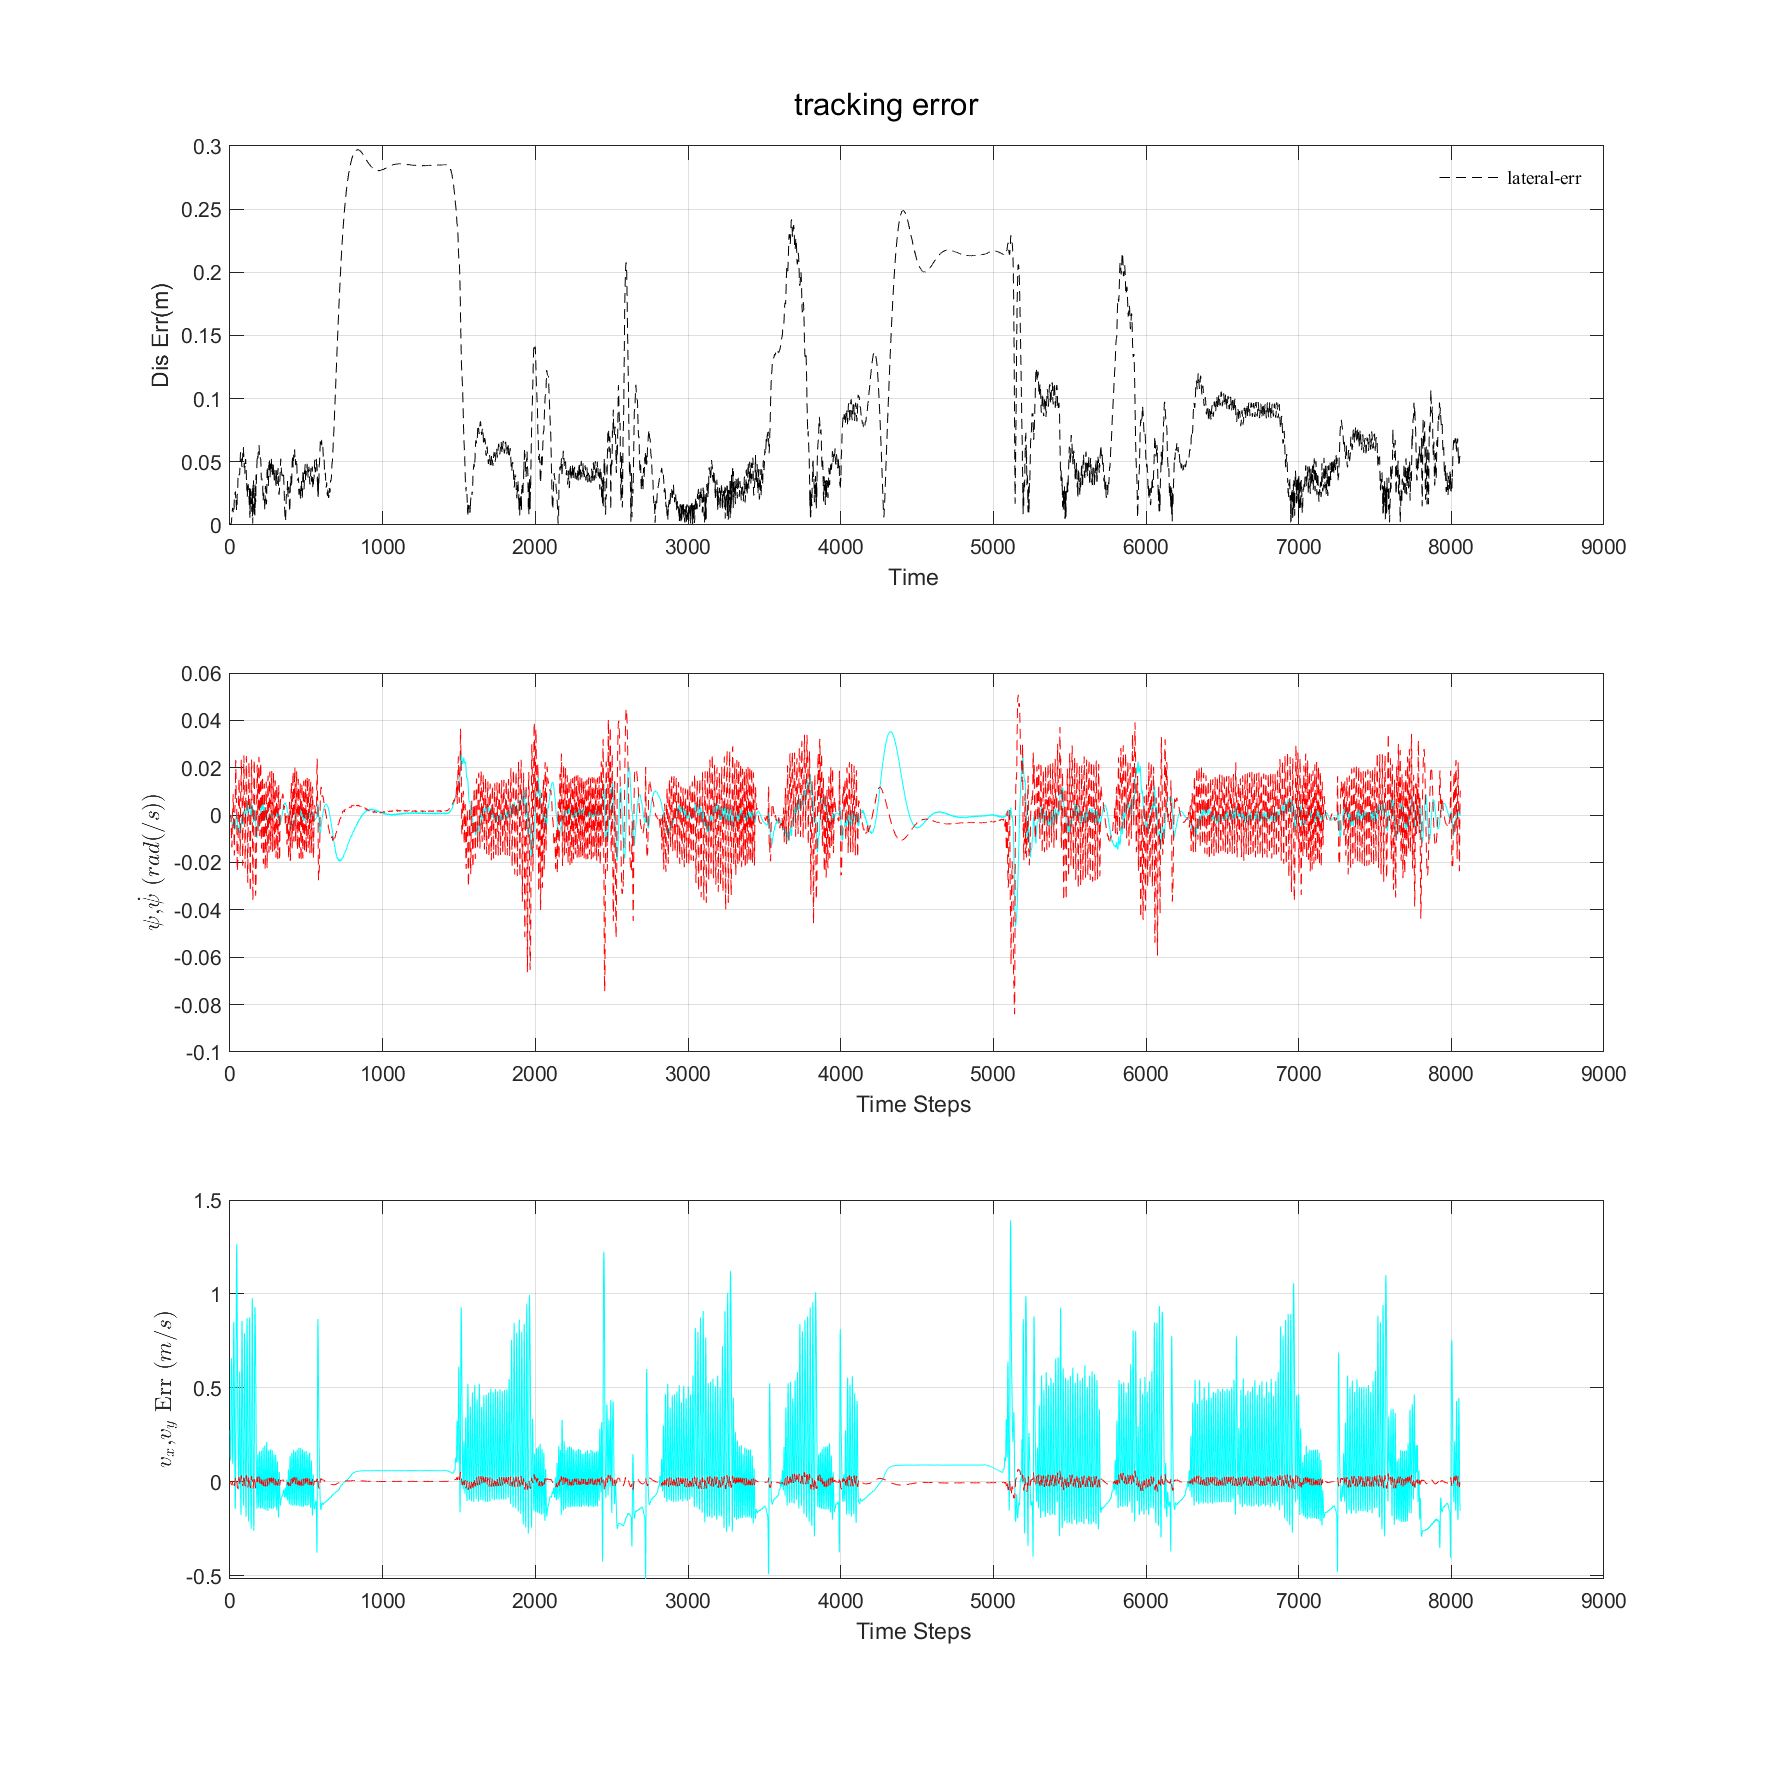 tracking error
0.3
0.25
0.2
0.15
0.1
0.05
0
Dis Err(m)
lateral-err
0 1000 2000 3000 4000 5000 6000 7000 8000 9000
Time
0.06
0.04
0.02
0
-0.02
-0.04
-0.06
-0.08
-0.1
ψ,ψ̇ (rad(/s))
0 1000 2000 3000 4000 5000 6000 7000 8000 9000
Time Steps
1.5
1
0.5
0
-0.5
v_x,v_y Err (m/s)
0 1000 2000 3000 4000 5000 6000 7000 8000 9000
Time Steps